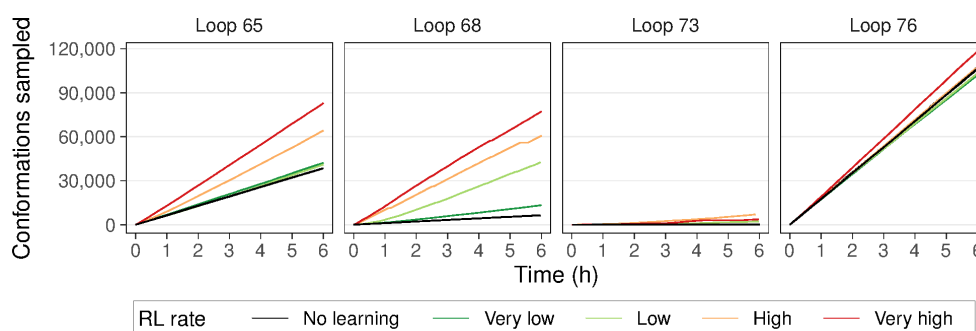 Loop 65 Loop 68 Loop 73 Loop 76
Conformations sampled
120,000
90,000
60,000
30,000
0
0 1 2 3 4 5 6 0 1 2 3 4 5 6 0 1 2 3 4 5 6 0 1 2 3 4 5 6
Time (h)
RL rate No learning Very low Low High Very high